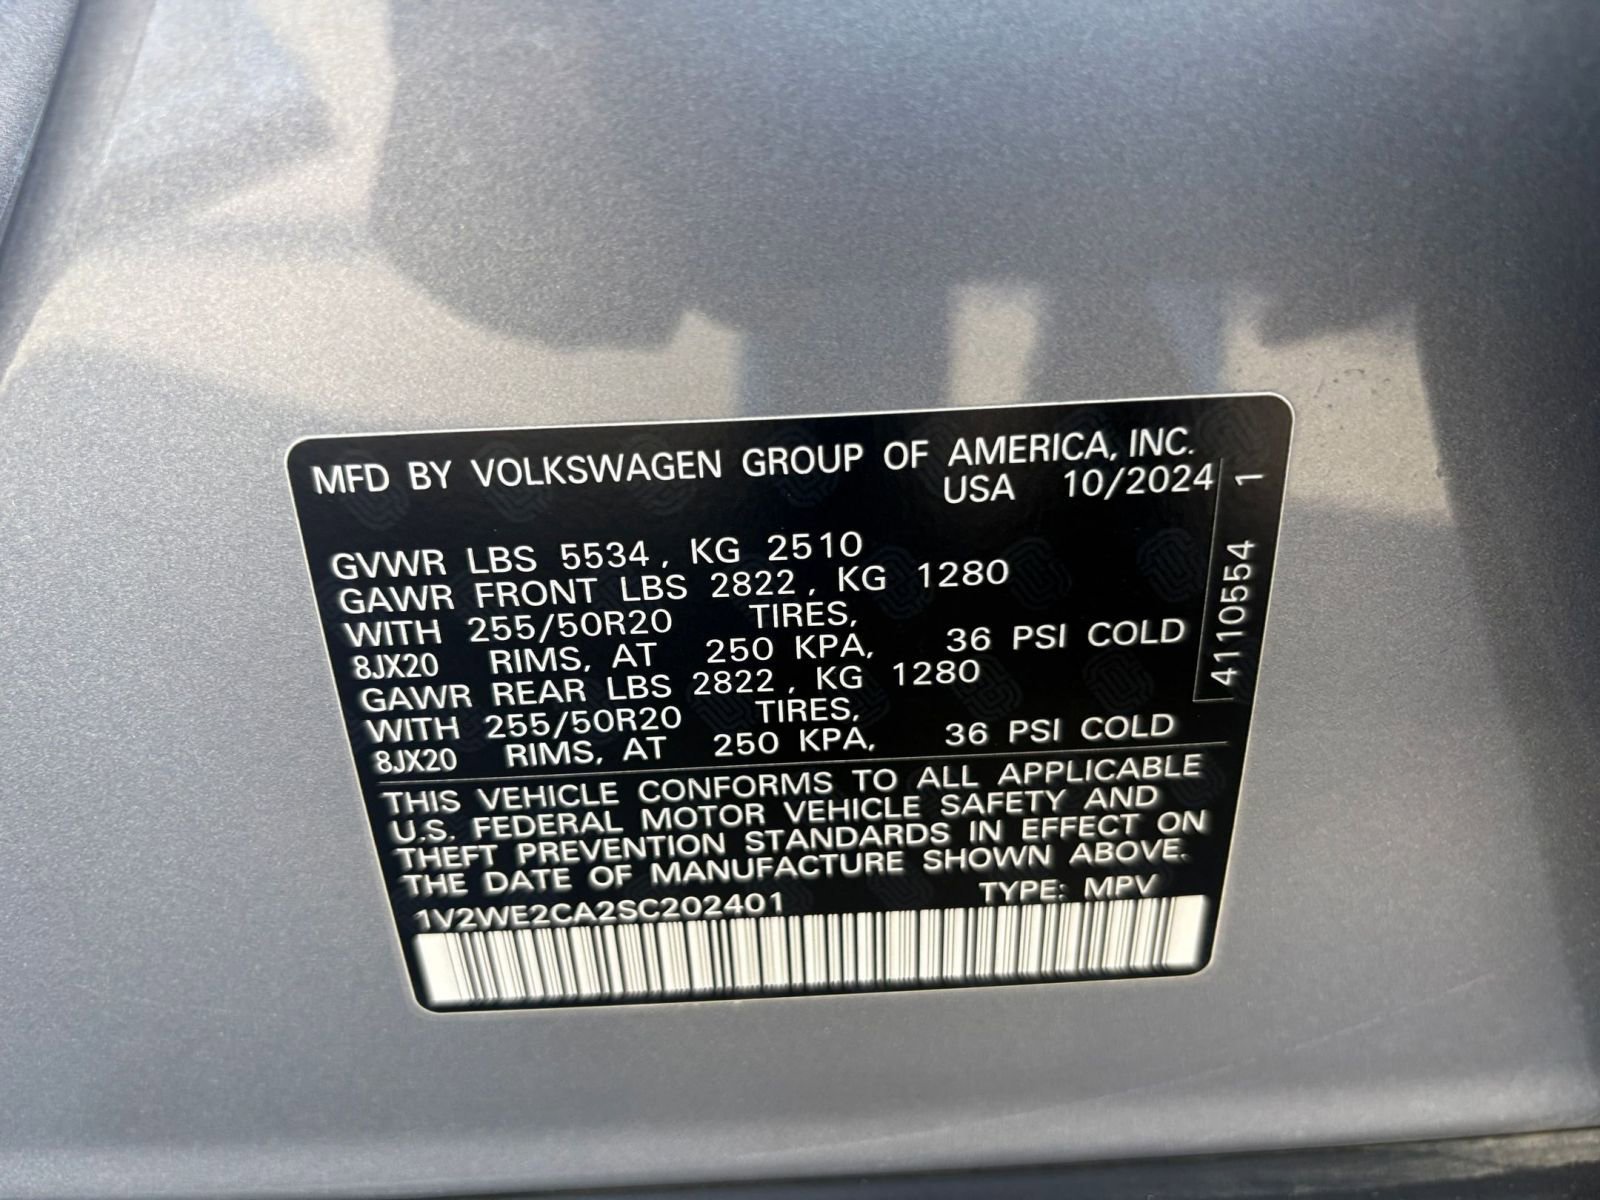 MFD BY VOLKSWAGEN GROUP OF AMERICA, INC.
USA 10/2024
GVWR LBS 5534, KG 2510
GAWR FRONT LBS 2822, KG 1280
WITH 255/50R20 TIRES,
8JX20 RIMS, AT 250 KPA, 36 PSI COLD
GAWR REAR LBS 2822, KG 1280
WITH 255/50R20 TIRES,
8JX20 RIMS, AT 250 KPA, 36 PSI COLD
THIS VEHICLE CONFORMS TO ALL APPLICABLE
U.S. FEDERAL MOTOR VEHICLE SAFETY AND
THEFT PREVENTION STANDARDS IN EFFECT ON
THE DATE OF MANUFACTURE SHOWN ABOVE.
1V2WE2CA2SC202401 TYPE: MPV
4110554 1